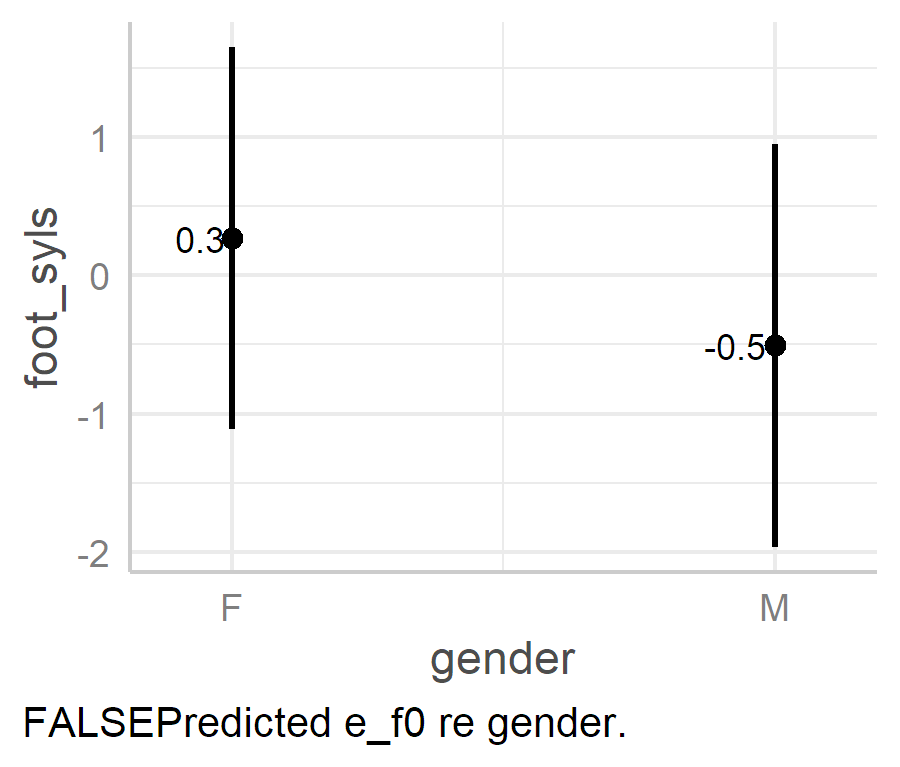 foot_syls
1
0
-1
-2
0.3
-0.5
F
M
gender
FALSEPredicted e_f0 re gender.